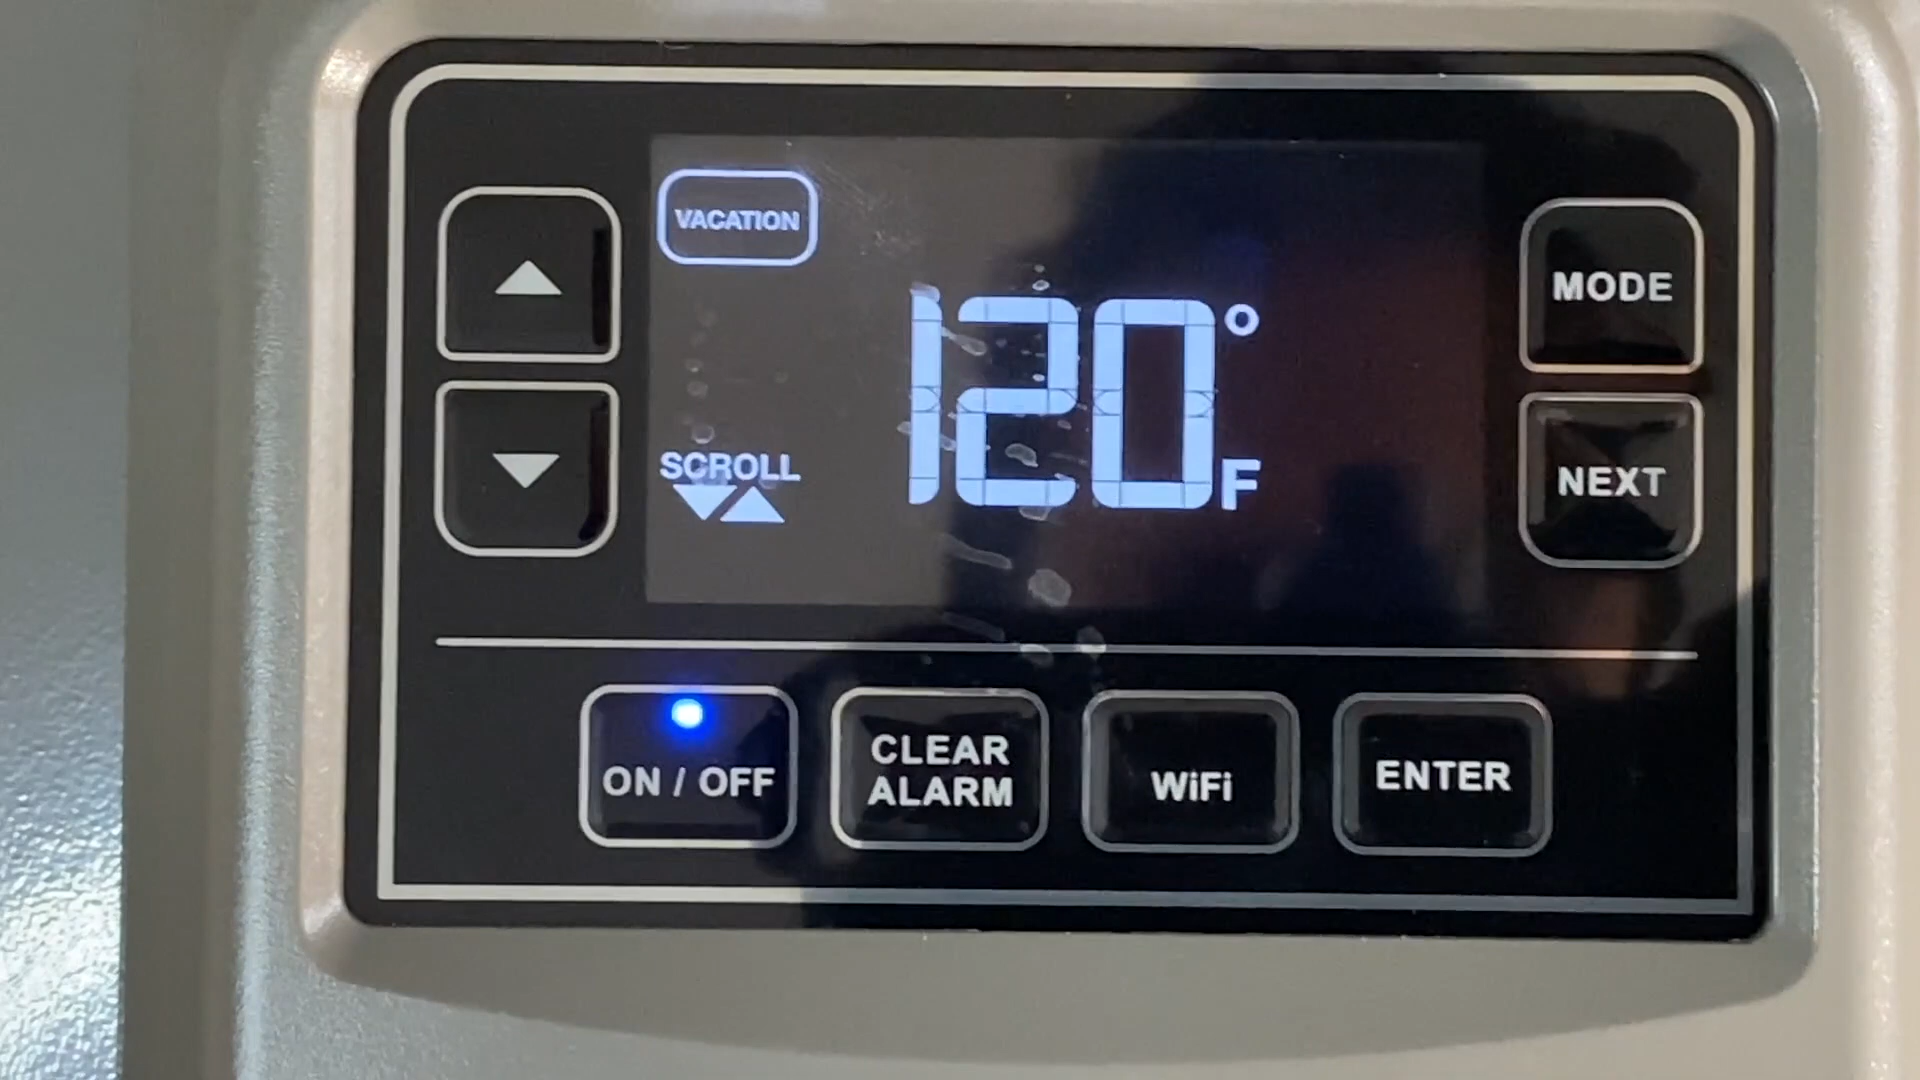 VACATION
120°F
SCROLL
MODE
NEXT
ON / OFF
CLEAR
ALARM
WiFi
ENTER